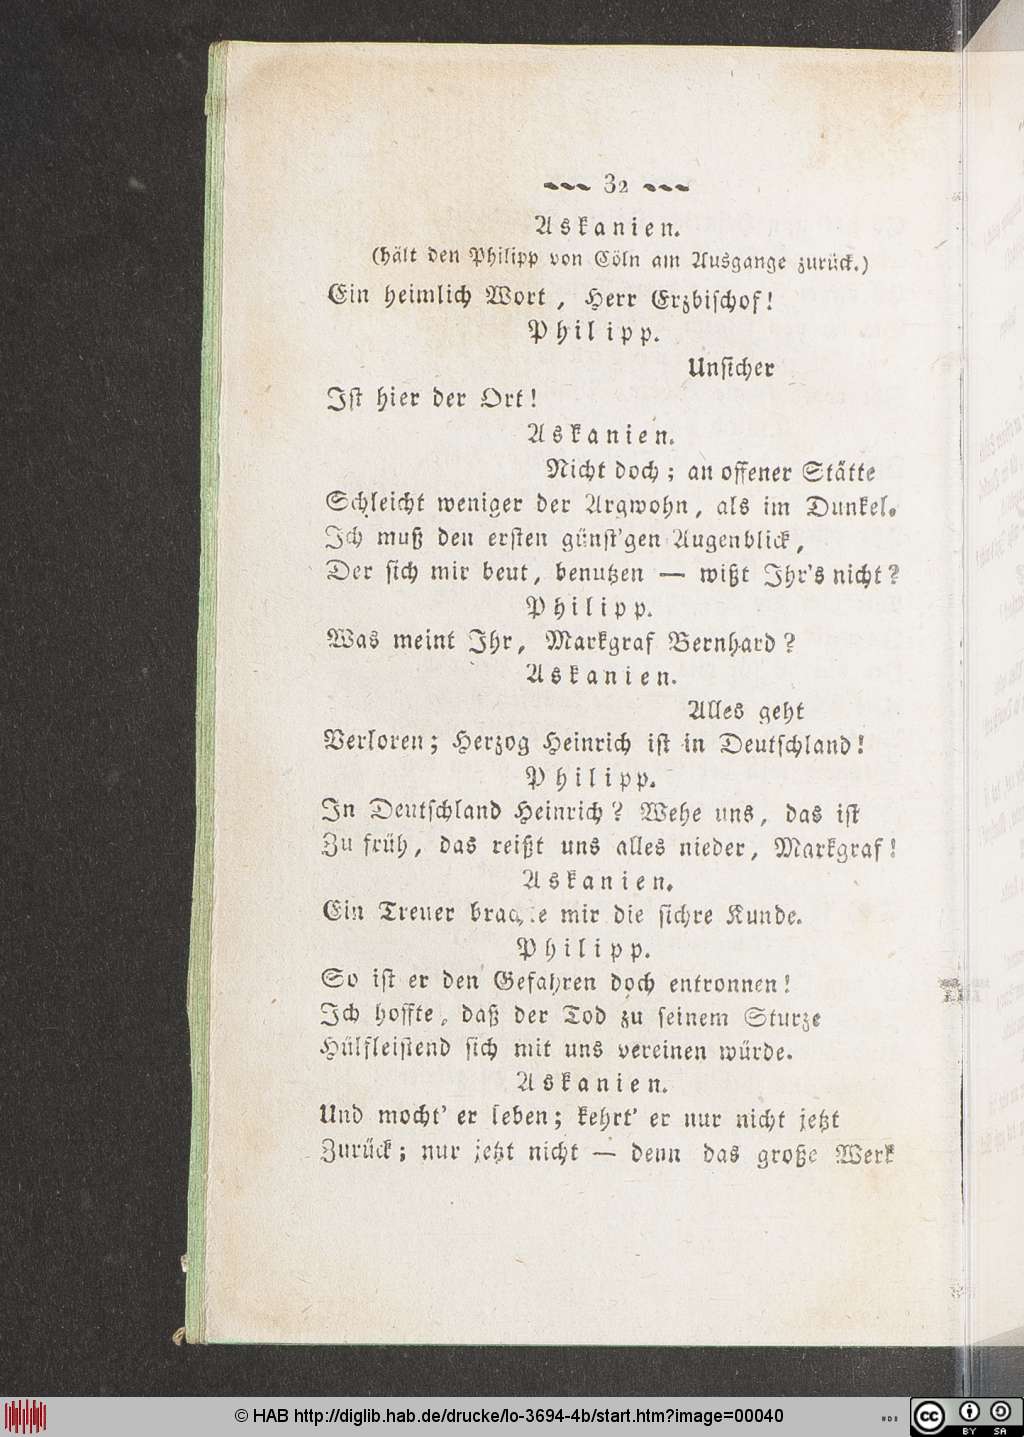 32
Askanien.
(hält den Philipp von Cöln am Ausgange zurück.)
Ein heimlich Wort, Herr Erzbischof!
Philipp.
Unsicher
Ist hier der Ort!
Askanien.
Nicht doch; an offener Stätte
Schleicht weniger der Argwohn, als im Dunkel.
Ich muß den ersten günst'gen Augenblick,
Der sich mir beut, benutzen — wißt Ihr's nicht?
Philipp.
Was meint Ihr, Markgraf Bernhard?
Askanien.
Alles geht
Verloren; Herzog Heinrich ist in Deutschland!
Philipp.
In Deutschland Heinrich? Wehe uns, das ist
Zu früh, das reißt uns alles nieder, Markgraf!
Askanien.
Ein Treuer brachte mir die sichre Kunde.
Philipp.
So ist er den Gefahren doch entronnen!
Ich hoffte, daß der Tod zu seinem Sturze
Hülfleistend sich mit uns vereinen würde.
Askanien.
Und mocht' er leben; kehrt' er nur nicht jetzt
Zurück; nur jetzt nicht — denn das große Werk
© HAB http://diglib.hab.de/drucke/lo-3694-4b/start.htm?image=00040
cc BY SA